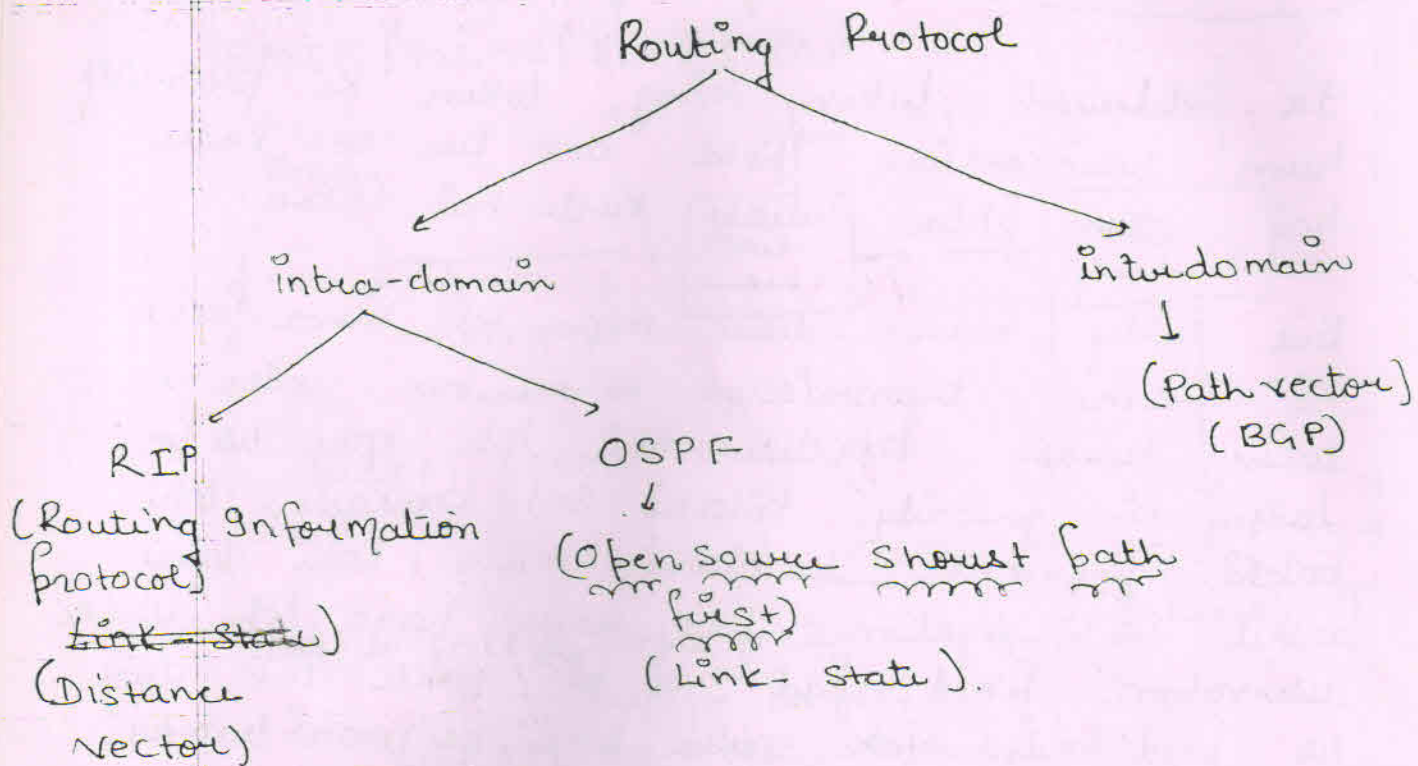 Routing Protocol
intra-domain
interdomain
(Path vector)
(BGP)
RIP
(Routing Information
protocol)
Link-State)
(Distance
vector)
OSPF
(Open Source Shoust path
first)
(Link-State).